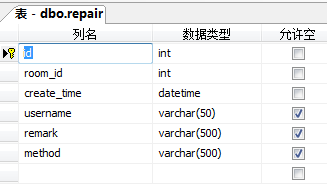 表 - dbo.repair
列名 数据类型 允许空
id int
room_id int
create_time datetime
username varchar(50)
remark varchar(500)
method varchar(500)